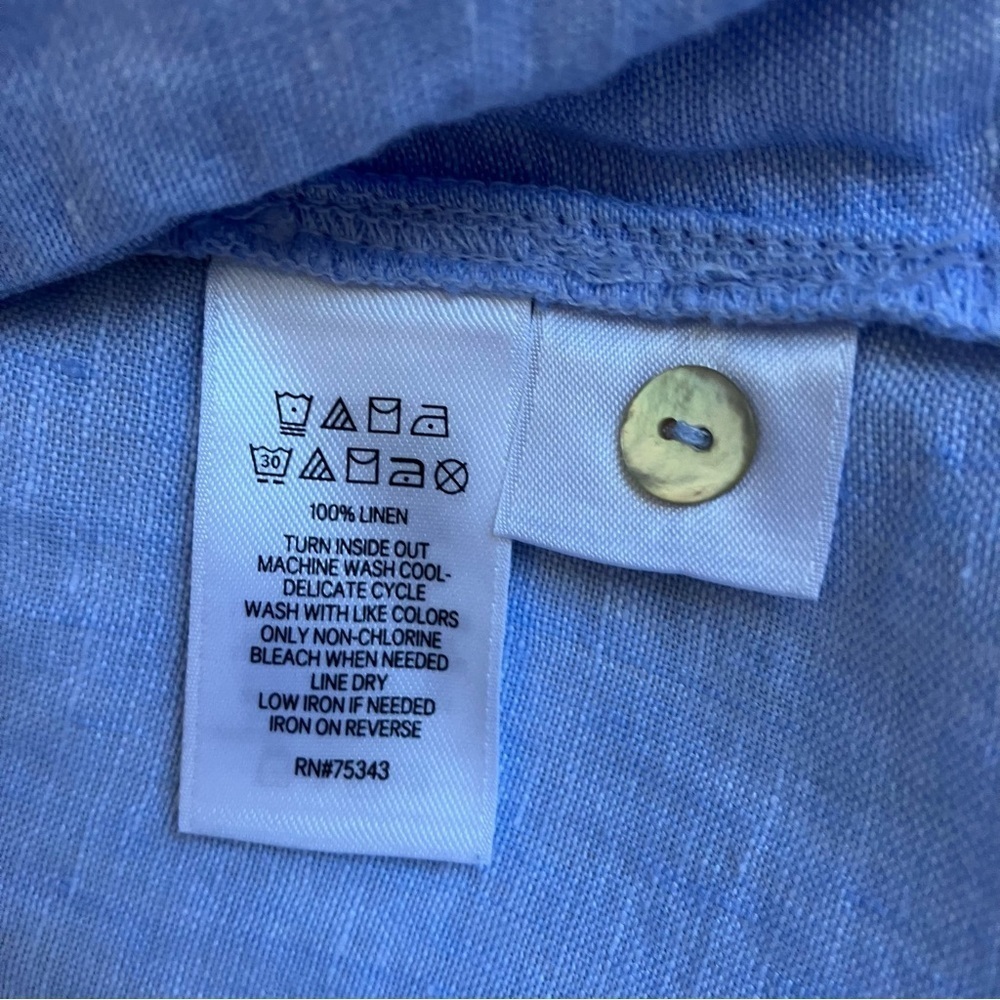 30
100% LINEN
TURN INSIDE OUT
MACHINE WASH COOL-
DELICATE CYCLE
WASH WITH LIKE COLORS
ONLY NON-CHLORINE
BLEACH WHEN NEEDED
LINE DRY
LOW IRON IF NEEDED
IRON ON REVERSE
RN#75343